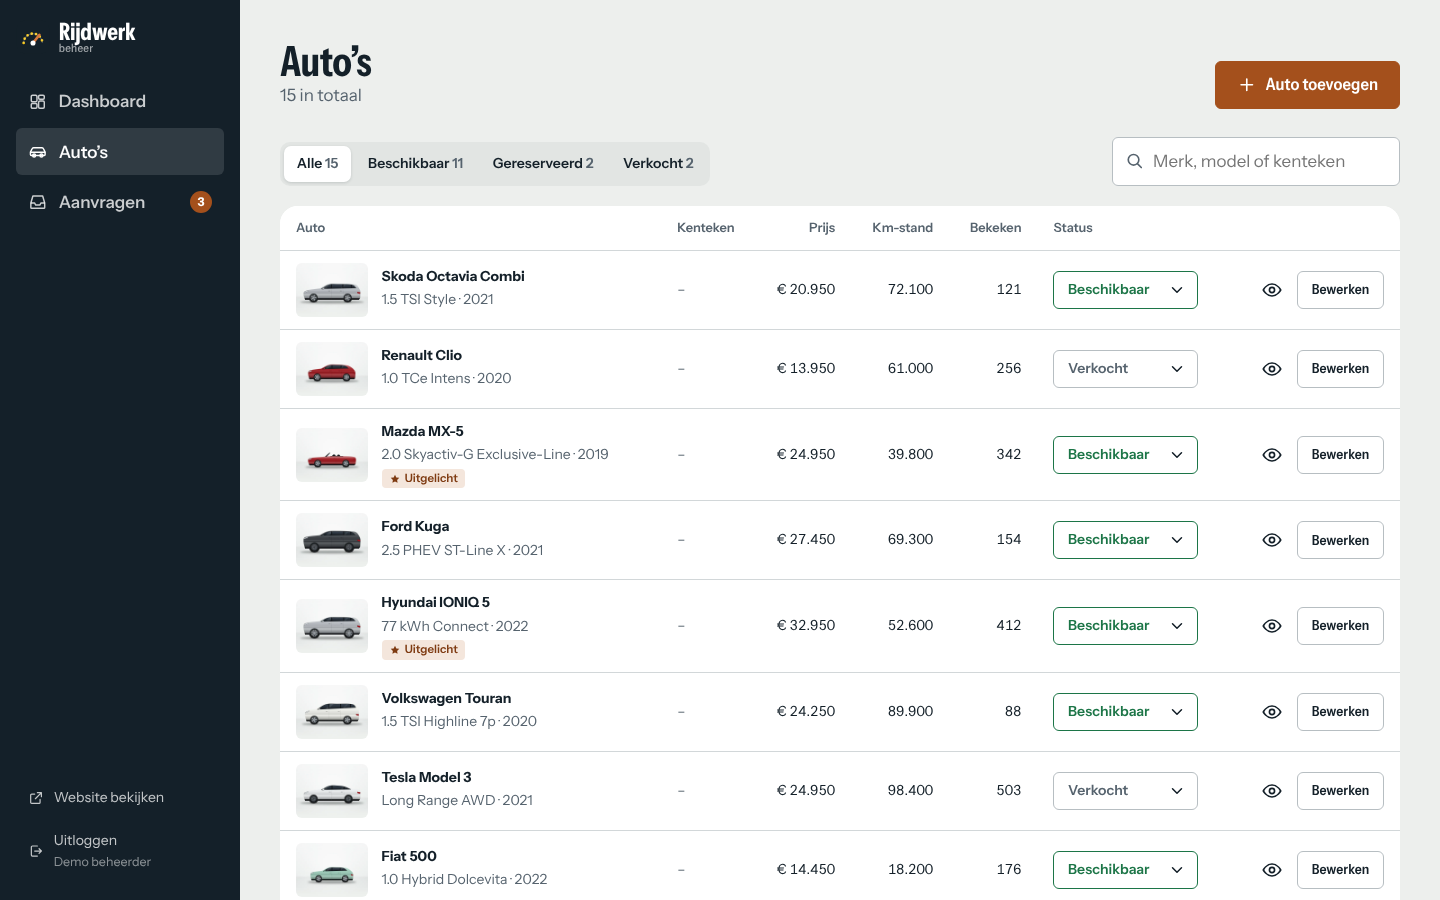 Rijdwerk
beheer
Dashboard
Auto's
Aanvragen 3
Website bekijken
Uitloggen
Demo beheerder
Auto's
15 in totaal
Auto toevoegen
Alle 15 Beschikbaar 11 Gereserveerd 2 Verkocht 2
Merk, model of kenteken
Auto Kenteken Prijs Km-stand Bekeken Status
Skoda Octavia Combi
1.5 TSI Style · 2021
– € 20.950 72.100 121 Beschikbaar Bewerken
Renault Clio
1.0 TCe Intens · 2020
– € 13.950 61.000 256 Verkocht Bewerken
Mazda MX-5
2.0 Skyactiv-G Exclusive-Line · 2019
Uitgelicht
– € 24.950 39.800 342 Beschikbaar Bewerken
Ford Kuga
2.5 PHEV ST-Line X · 2021
– € 27.450 69.300 154 Beschikbaar Bewerken
Hyundai IONIQ 5
77 kWh Connect · 2022
Uitgelicht
– € 32.950 52.600 412 Beschikbaar Bewerken
Volkswagen Touran
1.5 TSI Highline 7p · 2020
– € 24.250 89.900 88 Beschikbaar Bewerken
Tesla Model 3
Long Range AWD · 2021
– € 24.950 98.400 503 Verkocht Bewerken
Fiat 500
1.0 Hybrid Dolcevita · 2022
– € 14.450 18.200 176 Beschikbaar Bewerken